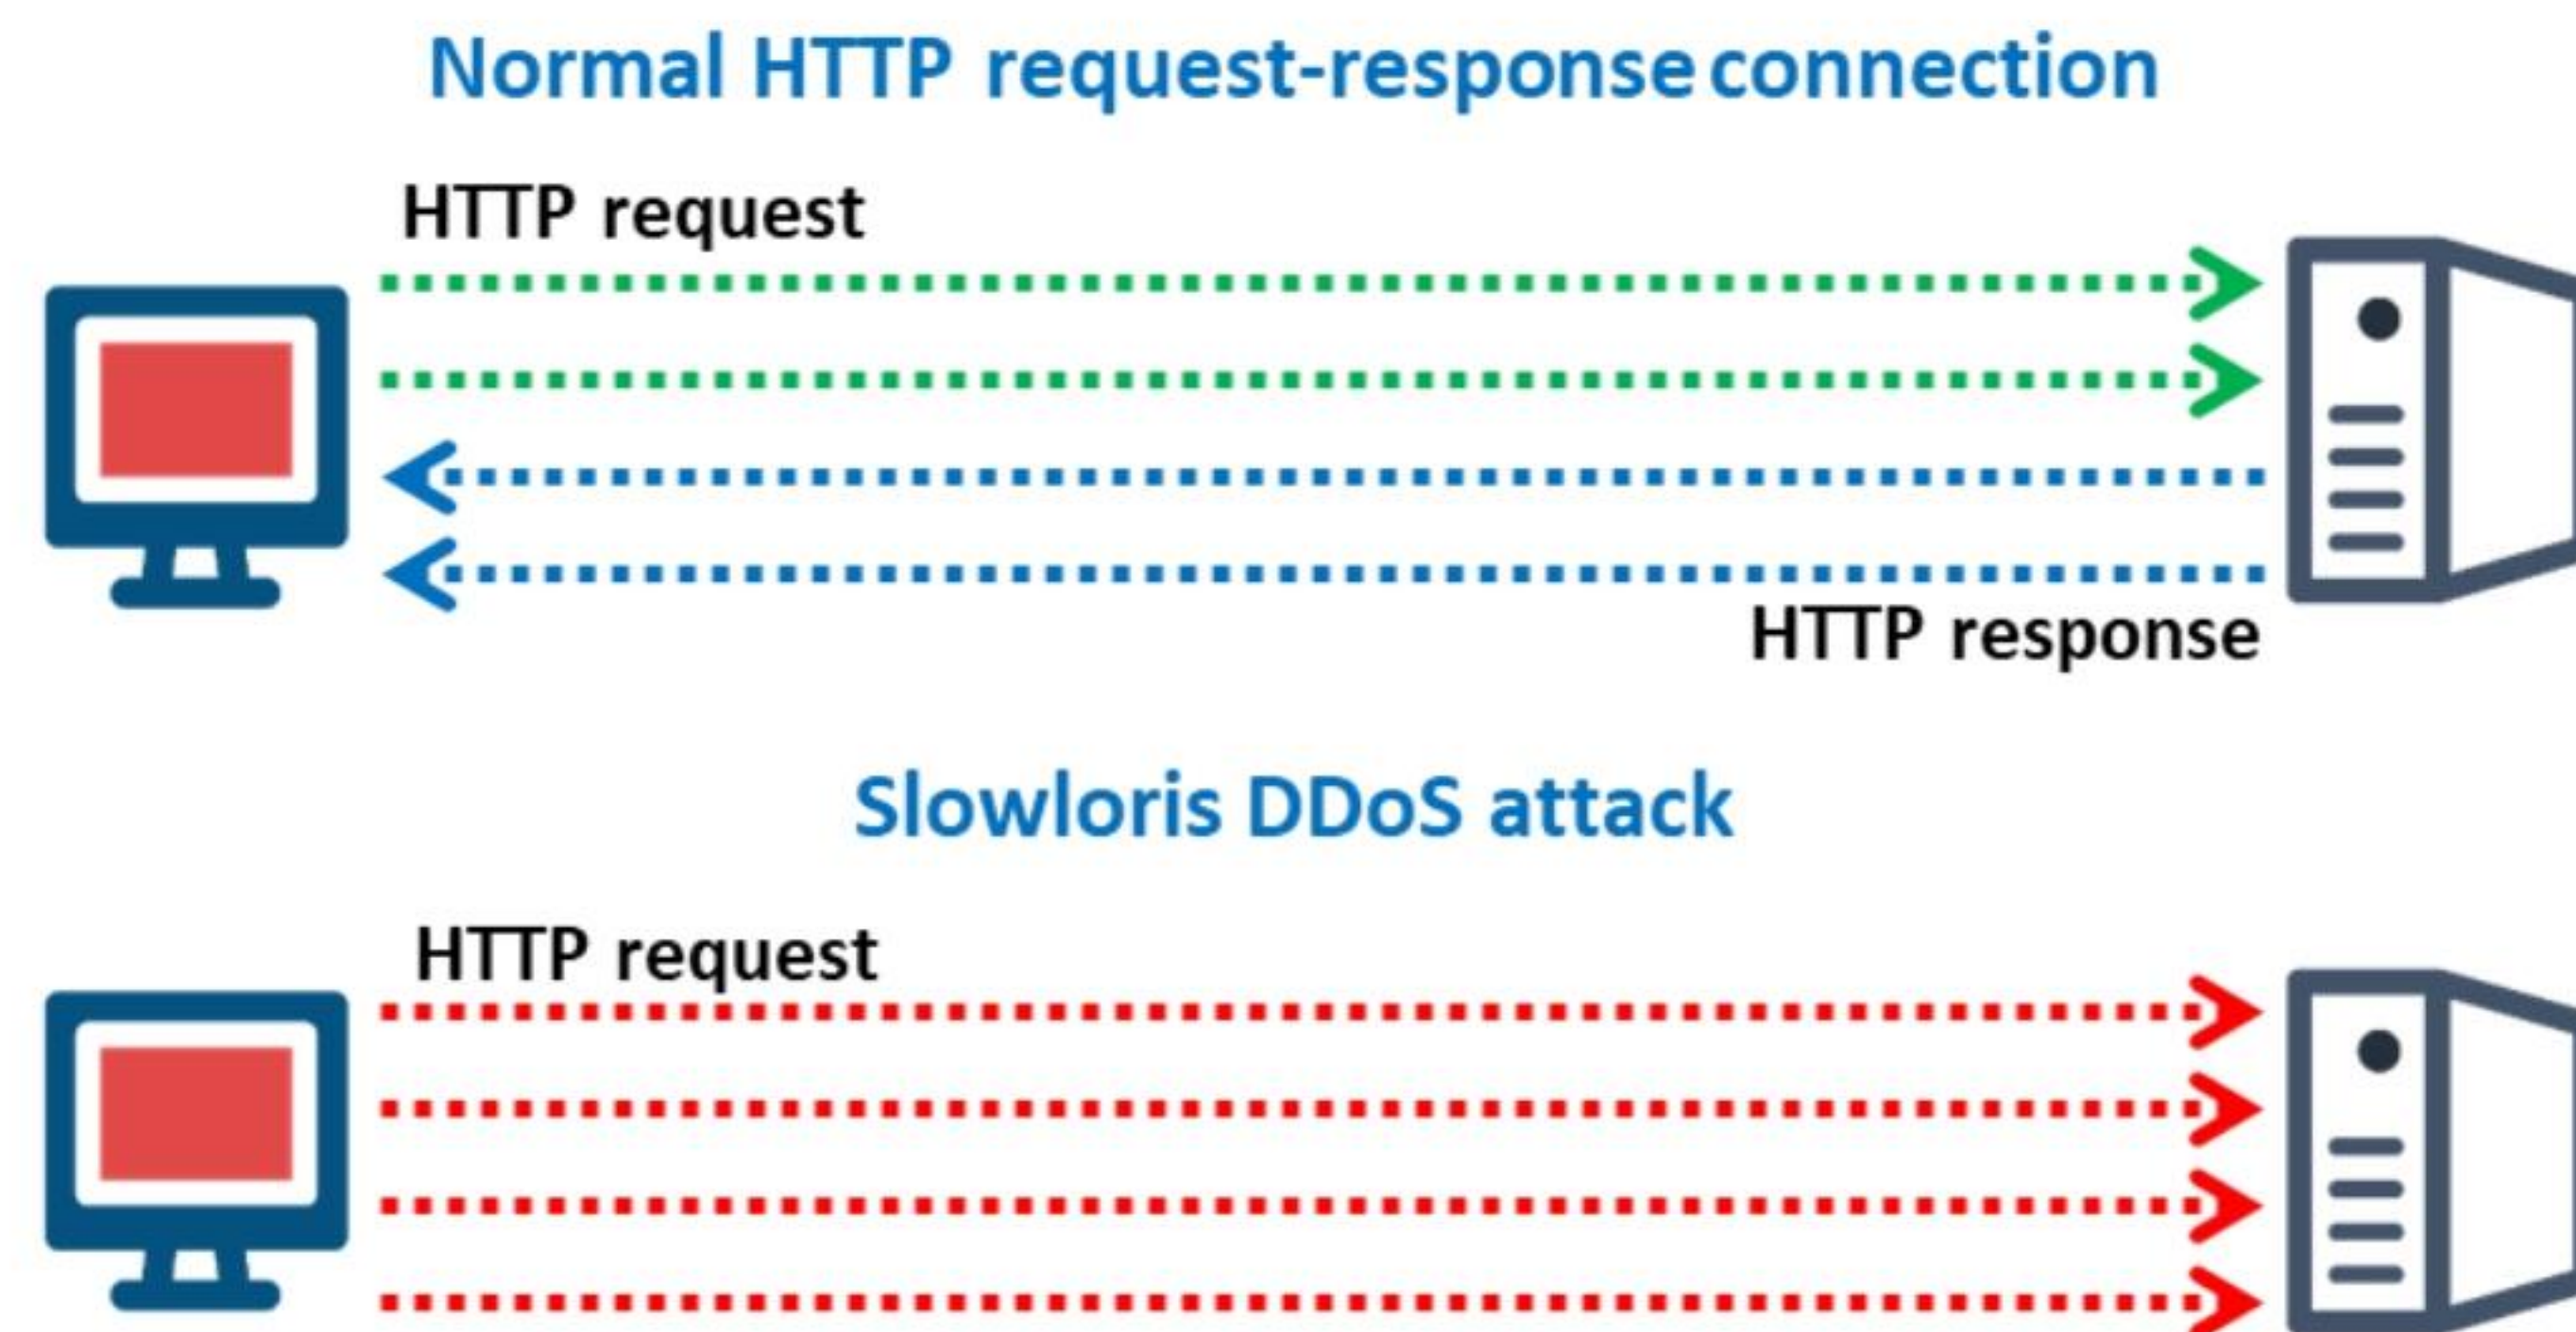 Normal HTTP request-response connection
HTTP request
HTTP response
Slowloris DDoS attack
HTTP request